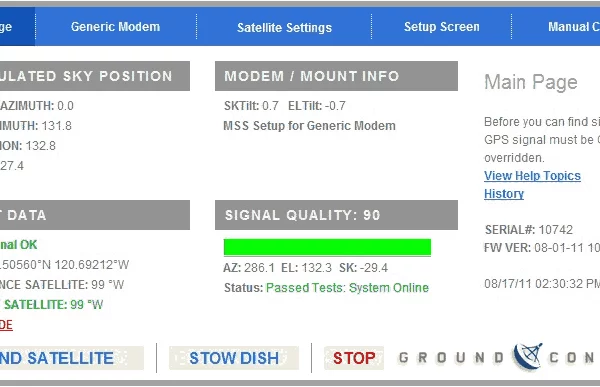 ge Generic Modem Satellite Settings Setup Screen Manual C
ULATED SKY POSITION
AZIMUTH: 0.0
IMUTH: 131.8
ION: 132.8
27.4
MODEM / MOUNT INFO
SKTilt: 0.7 ELTilt: -0.7
MSS Setup for Generic Modem
T DATA
nal OK
.50560°N 120.69212°W
NCE SATELLITE: 99 °W
SATELLITE: 99 °W
DE
SIGNAL QUALITY: 90
AZ: 286.1 EL: 132.3 SK: -29.4
Status: Passed Tests: System Online
Main Page
Before you can find si
GPS signal must be
overridden.
View Help Topics
History
SERIAL#: 10742
FW VER: 08-01-11 10
08/17/11 02:30:32 PM
ND SATELLITE STOW DISH STOP GROUND CON